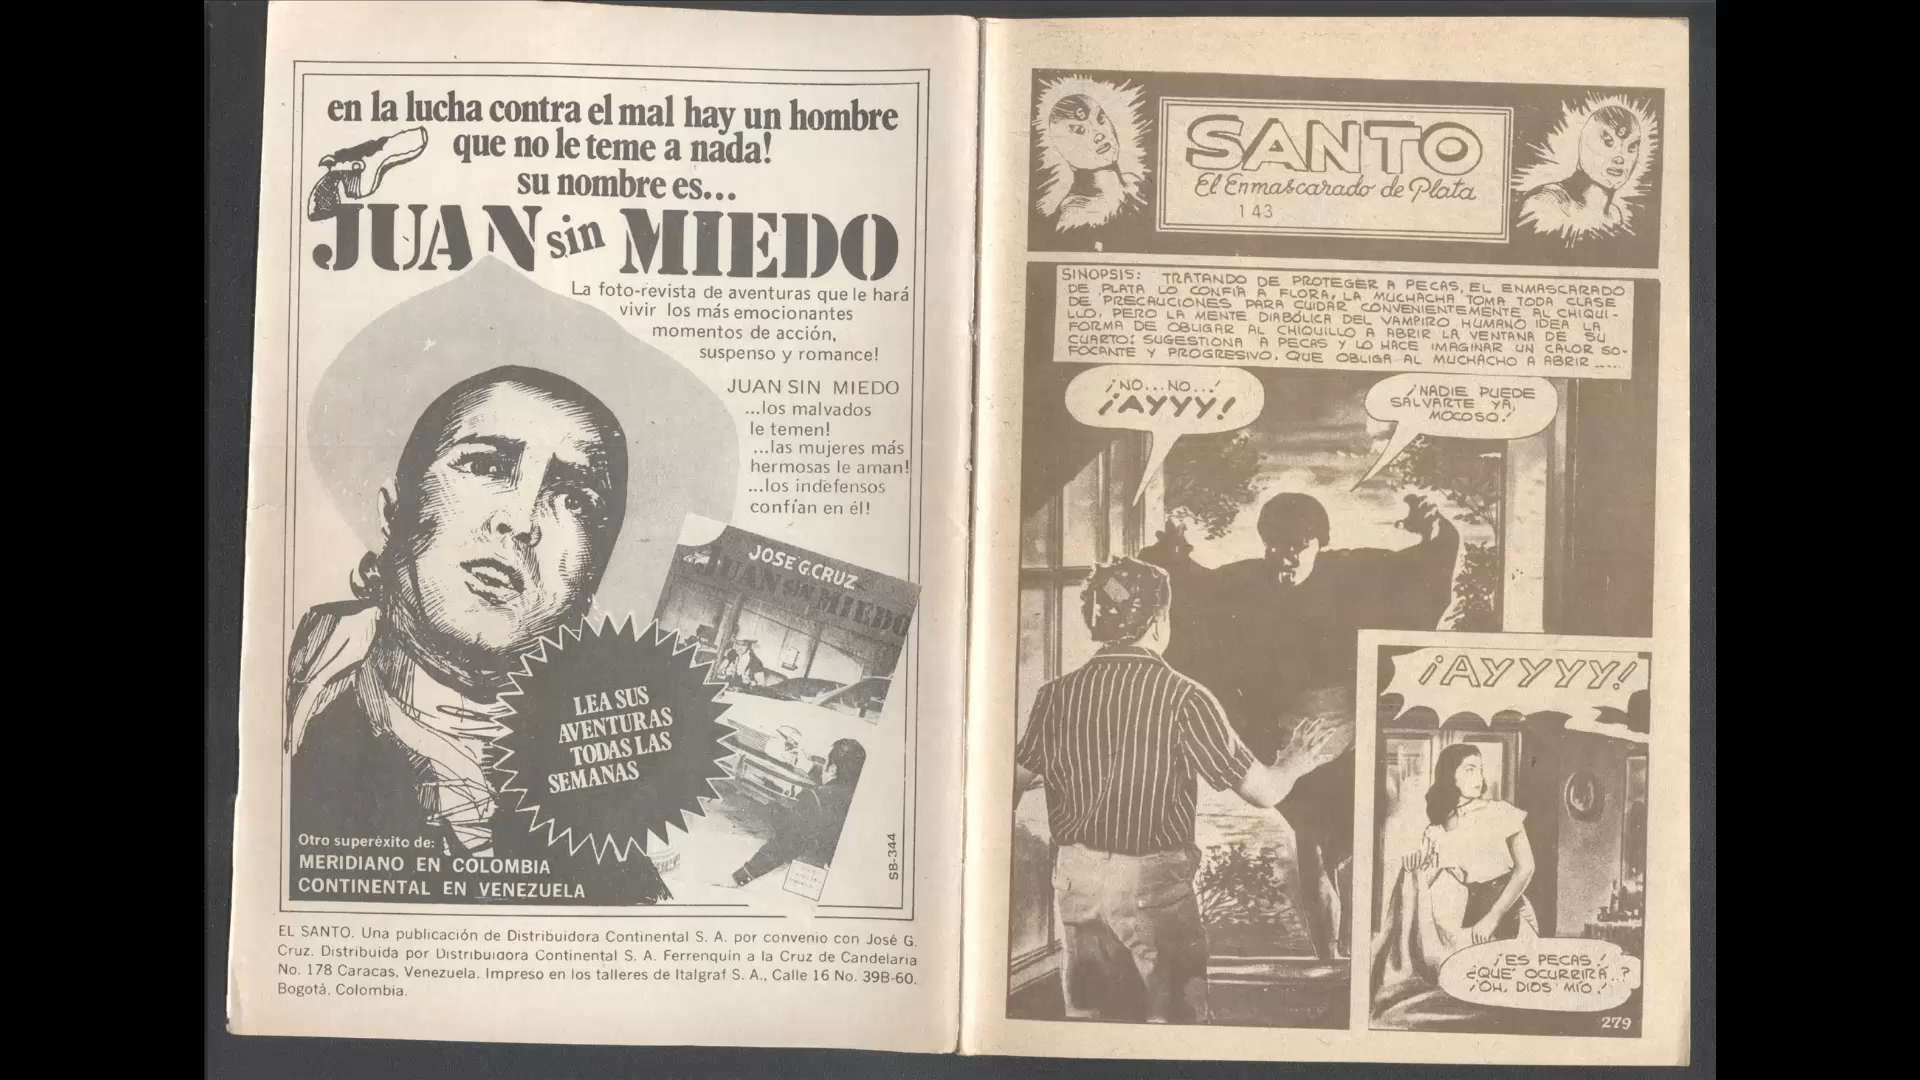 en la lucha contra el mal hay un hombre
que no le teme a nada!
su nombre es...
JUAN sin MIEDO
La foto-revista de aventuras que le hará
vivir los más emocionantes
momentos de acción,
suspenso y romance!
JUAN SIN MIEDO
...los malvados
le temen!
...las mujeres más
hermosas le aman!
...los indefensos
confían en él!
JOSE G. CRUZ
JUAN SIN MIEDO
LEA SUS
AVENTURAS
TODAS LAS
SEMANAS
Otro superéxito de:
MERIDIANO EN COLOMBIA
CONTINENTAL EN VENEZUELA
SB-344
EL SANTO. Una publicación de Distribuidora Continental S. A. por convenio con José G.
Cruz. Distribuida por Distribuidora Continental S. A. Ferrenquín a la Cruz de Candelaria
No. 178 Caracas, Venezuela. Impreso en los talleres de Italgraf S. A., Calle 16 No. 39B-60.
Bogotá, Colombia.
SANTO
El Enmascarado de Plata
143
SINOPSIS: TRATANDO DE PROTEGER A PECAS, EL ENMASCARADO
DE PLATA LO CONFIA A FLORA, LA MUCHACHA TOMA TODA CLASE
DE PRECAUCIONES PARA CUIDAR CONVENIENTEMENTE AL CHIQUI-
LLO, PERO LA MENTE DIABÓLICA DEL VAMPIRO HUMANO IDEA LA
FORMA DE OBLIGAR AL CHIQUILLO A ABRIR LA VENTANA DE SU
CUARTO: SUGESTIONA A PECAS Y LO HACE IMAGINAR UN CALOR SO-
FOCANTE Y PROGRESIVO, QUE OBLIGA AL MUCHACHO A ABRIR .....
¡NO...NO...!
¡AYYY!
¡NADIE PUEDE
SALVARTE YA,
MOCOSO!
¡AYYYY!
¡ES PECAS!
¿QUÉ OCURRIRÁ..?
¡OH, DIOS MÍO!
279